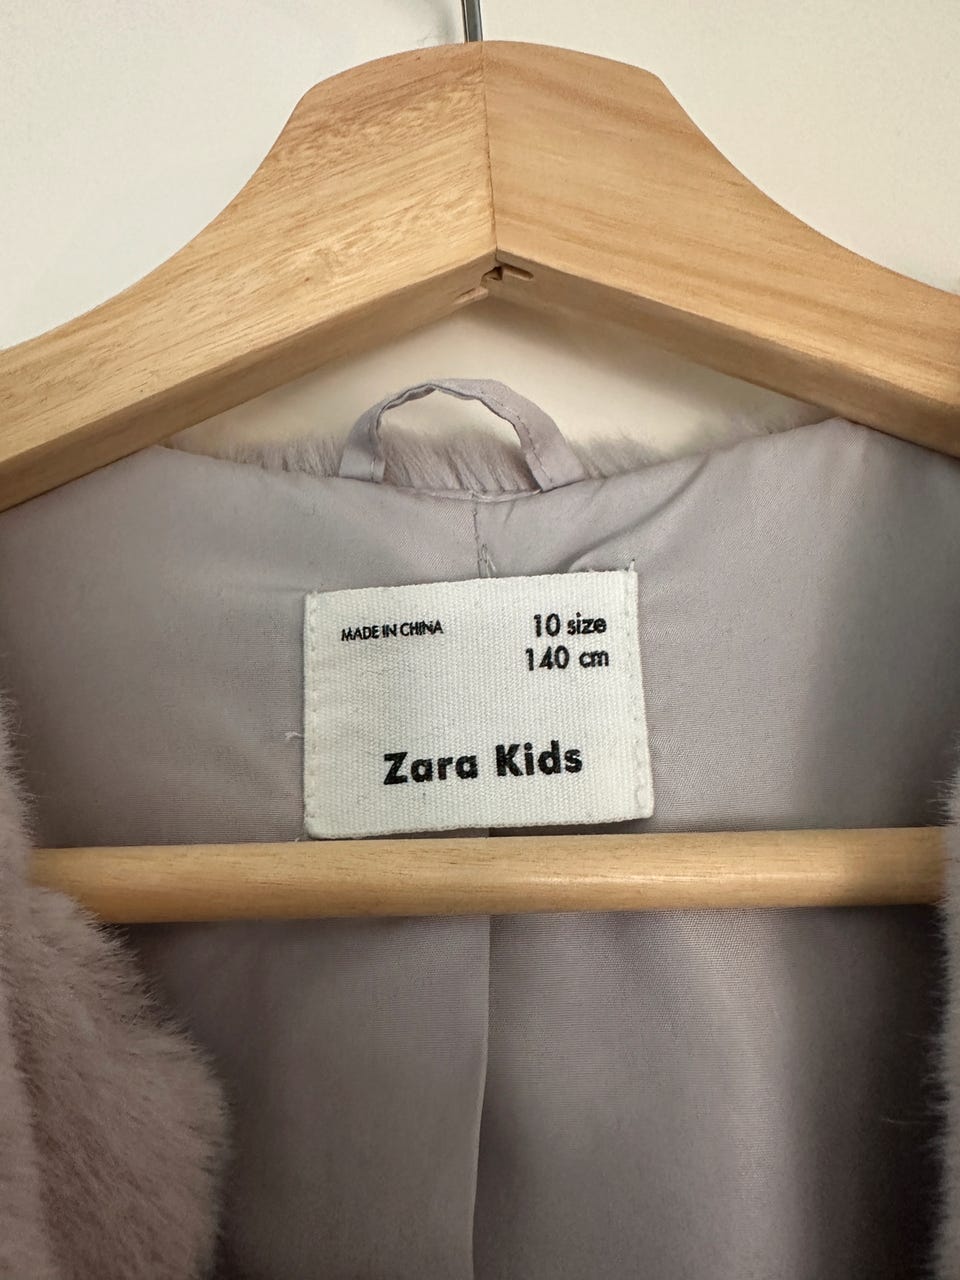 MADE IN CHINA
10 size
140 cm
Zara Kids